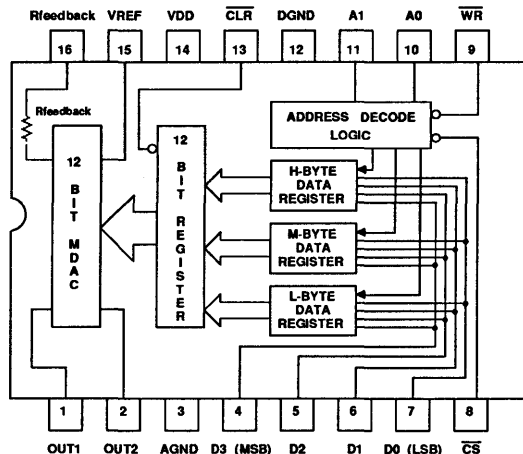 Rfeedback VREF VDD CLR DGND A1 A0 WR
16 15 14 13 12 11 10 9
Rfeedback
ADDRESS DECODE
LOGIC
12
BIT MDAC
12
BIT REGISTER
H-BYTE
DATA
REGISTER
M-BYTE
DATA
REGISTER
L-BYTE
DATA
REGISTER
1 2 3 4 5 6 7 8
OUT1 OUT2 AGND D3 (MSB) D2 D1 D0 (LSB) CS